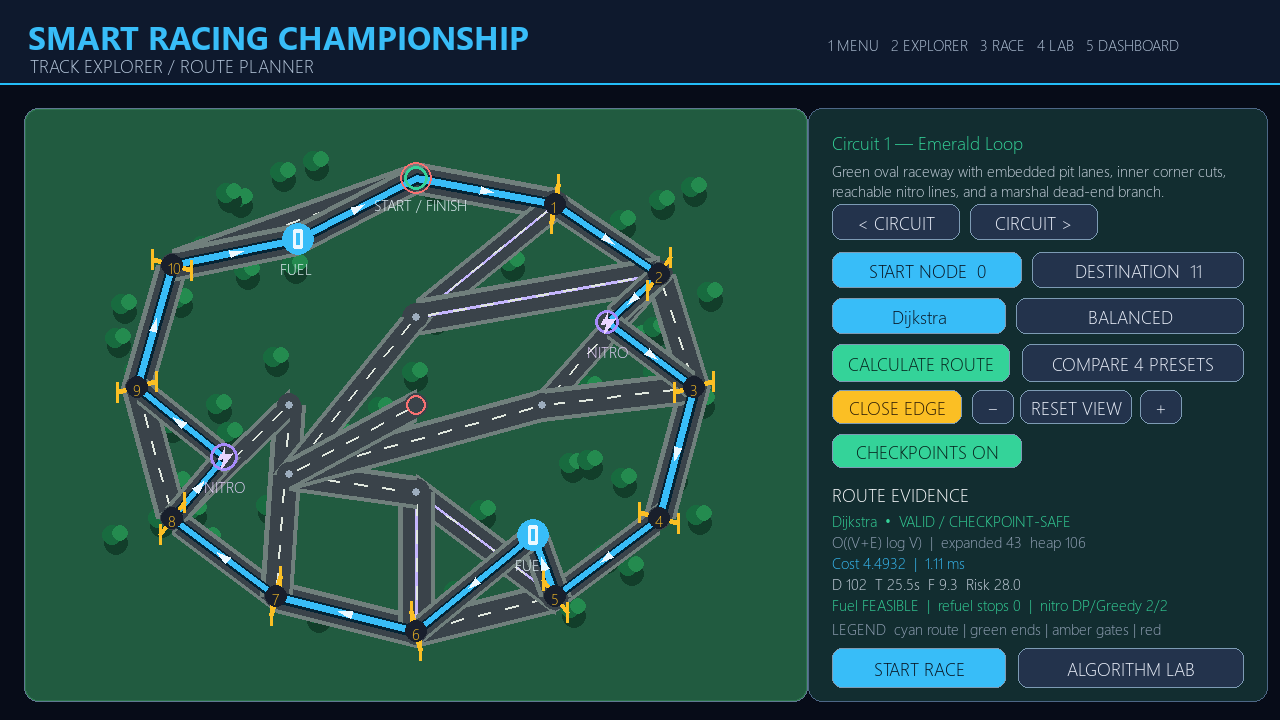 SMART RACING CHAMPIONSHIP
TRACK EXPLORER / ROUTE PLANNER
1 MENU 2 EXPLORER 3 RACE 4 LAB 5 DASHBOARD
START / FINISH
1
2
10
FUEL
NITRO
3
9
NITRO
8
4
FUE
7
5
6
Circuit 1 — Emerald Loop
Green oval raceway with embedded pit lanes, inner corner cuts,
reachable nitro lines, and a marshal dead-end branch.
< CIRCUIT
CIRCUIT >
START NODE 0
DESTINATION 11
Dijkstra
BALANCED
CALCULATE ROUTE
COMPARE 4 PRESETS
CLOSE EDGE
–
RESET VIEW
+
CHECKPOINTS ON
ROUTE EVIDENCE
Dijkstra • VALID / CHECKPOINT-SAFE
O((V+E) log V) | expanded 43 heap 106
Cost 4.4932 | 1.11 ms
D 102 T 25.5s F 9.3 Risk 28.0
Fuel FEASIBLE | refuel stops 0 | nitro DP/Greedy 2/2
LEGEND cyan route | green ends | amber gates | red
START RACE
ALGORITHM LAB